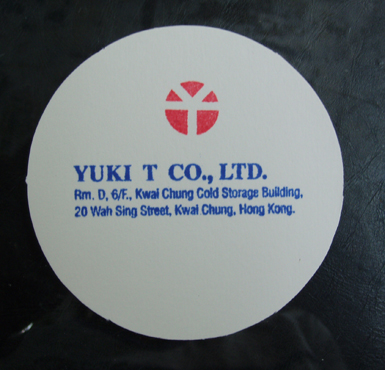 YUKI T CO., LTD.
Rm. D, 6/F., Kwai Chung Cold Storage Building,
20 Wah Sing Street, Kwai Chung, Hong Kong.